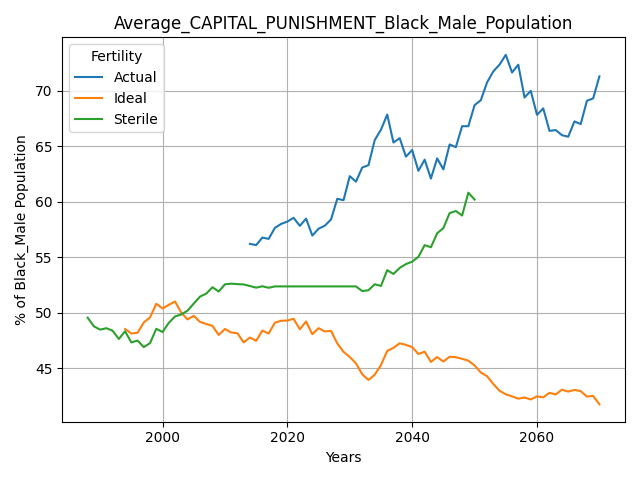 Average_CAPITAL_PUNISHMENT_Black_Male_Population
Fertility
Actual
Ideal
Sterile
% of Black_Male Population
70
65
60
55
50
45
2000
2020
2040
2060
Years